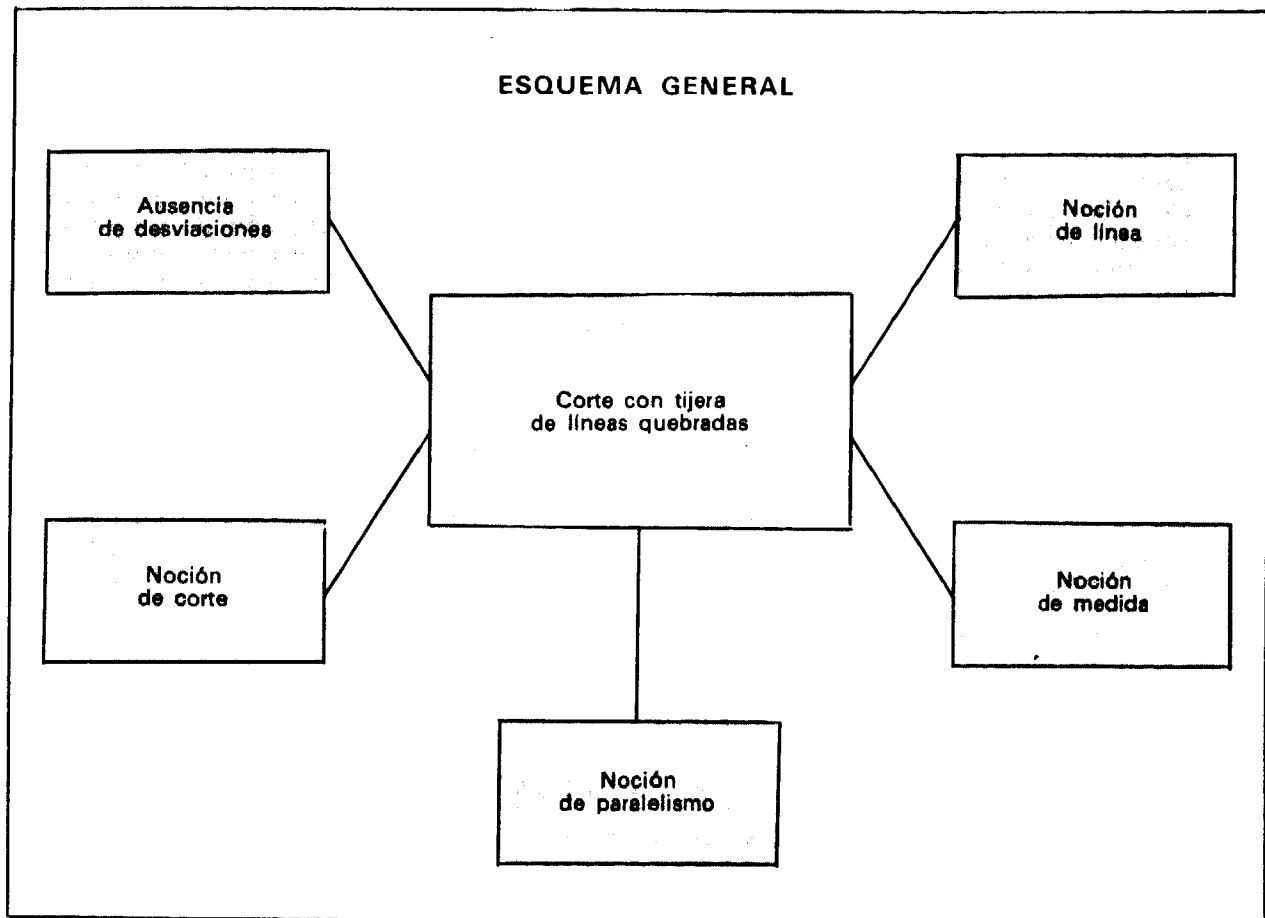 ESQUEMA GENERAL
Ausencia
de desviaciones
Noción
de línea
Corte con tijera
de líneas quebradas
Noción
de corte
Noción
de medida
Noción
de paralelismo